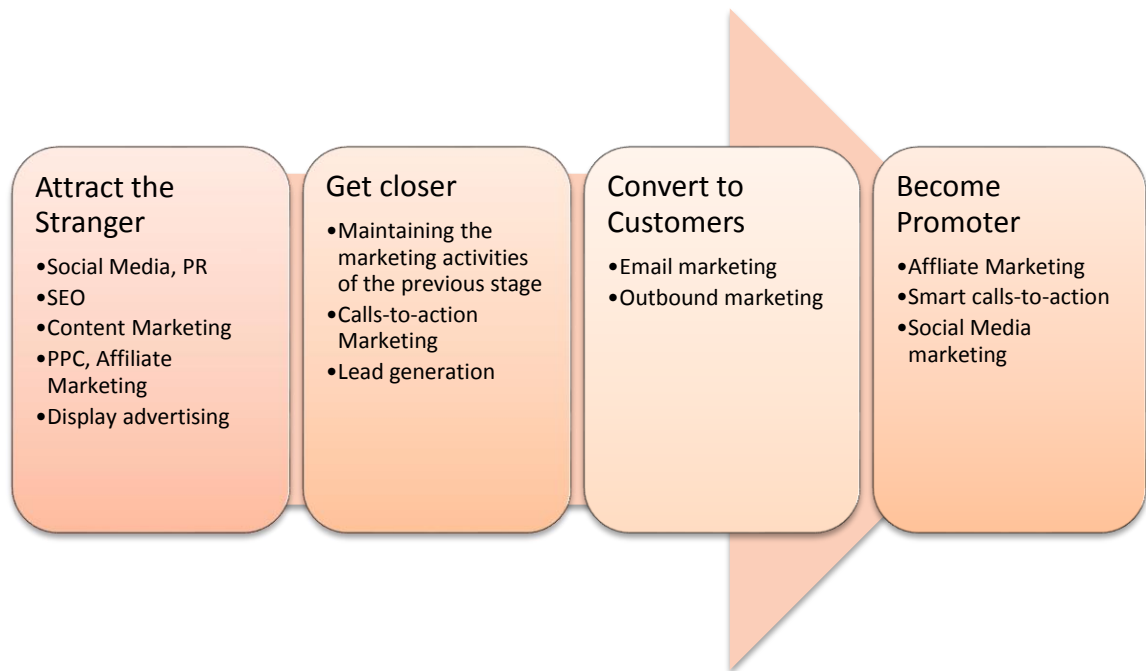 Attract the
Stranger
•Social Media, PR
•SEO
•Content Marketing
•PPC, Affiliate
Marketing
•Display advertising
Get closer
•Maintaining the
marketing activities
of the previous stage
•Calls-to-action
Marketing
•Lead generation
Convert to
Customers
•Email marketing
•Outbound marketing
Become
Promoter
•Affliate Marketing
•Smart calls-to-action
•Social Media
marketing